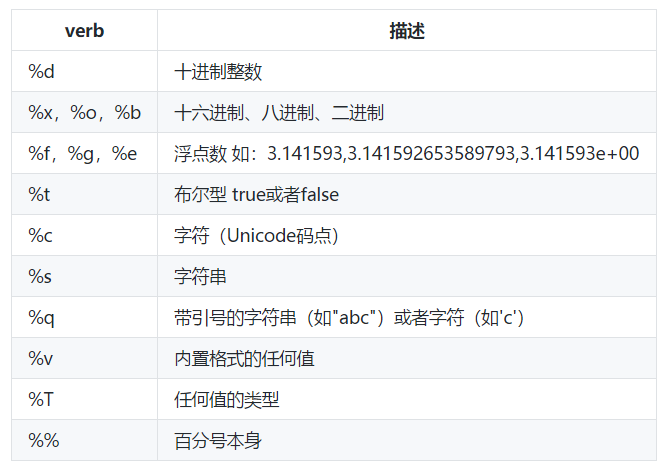 verb 描述
%d 十进制整数
%x，%o，%b 十六进制、八进制、二进制
%f，%g，%e 浮点数 如：3.141593,3.141592653589793,3.141593e+00
%t 布尔型 true或者false
%c 字符（Unicode码点）
%s 字符串
%q 带引号的字符串（如"abc"）或者字符（如'c'）
%v 内置格式的任何值
%T 任何值的类型
%% 百分号本身